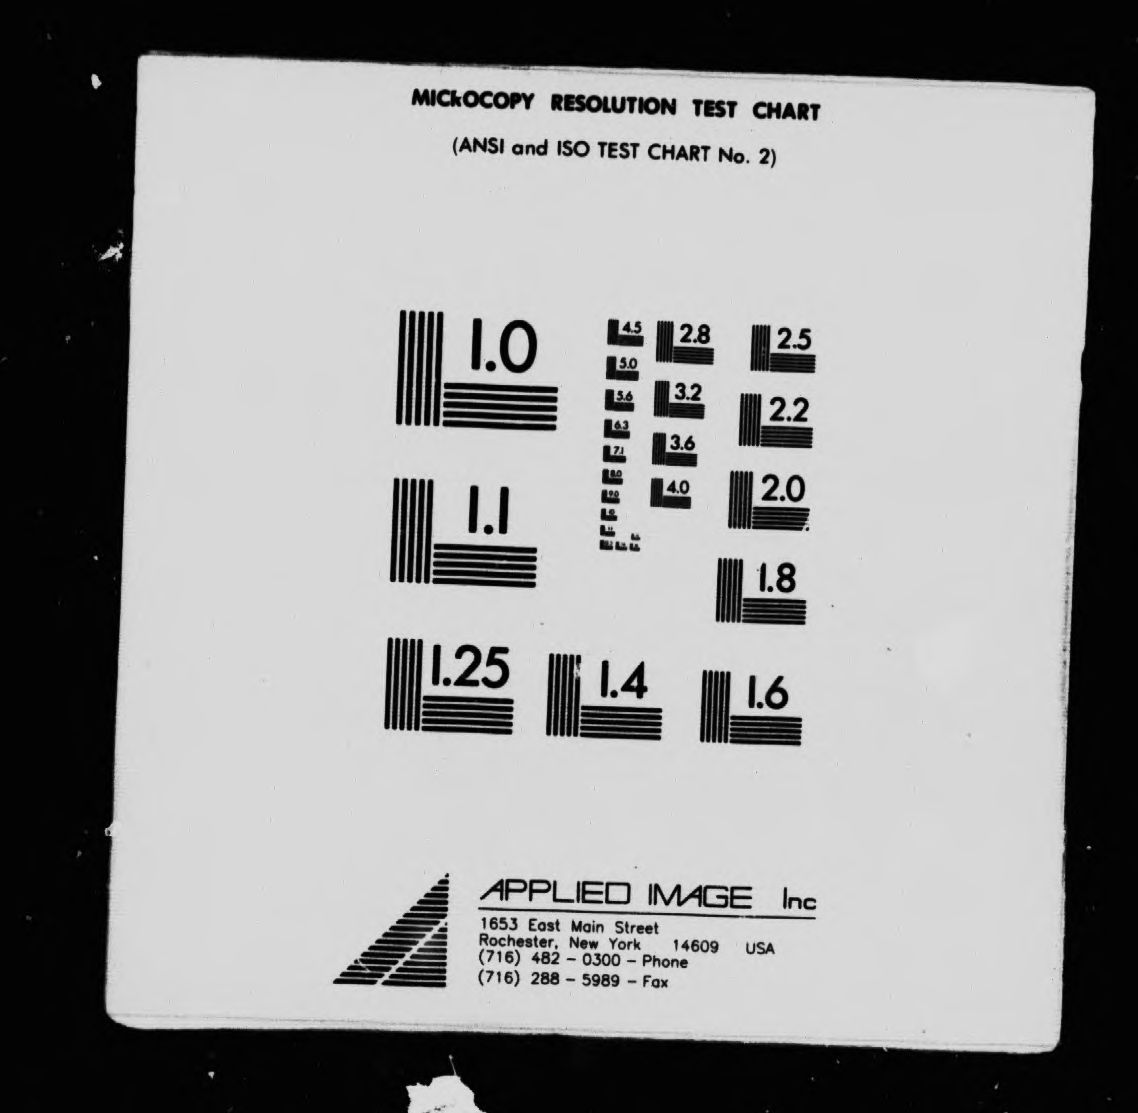 MICROCOPY RESOLUTION TEST CHART
(ANSI and ISO TEST CHART No. 2)
1.0
4.5
2.8
2.5
5.0
3.2
5.6
2.2
6.3
3.6
7.1
8.0
4.0
2.0
9.0
1.1
1.8
1.25
1.4
1.6
APPLIED IMAGE Inc
1653 East Main Street
Rochester, New York 14609 USA
(716) 482 - 0300 - Phone
(716) 288 - 5989 - Fax